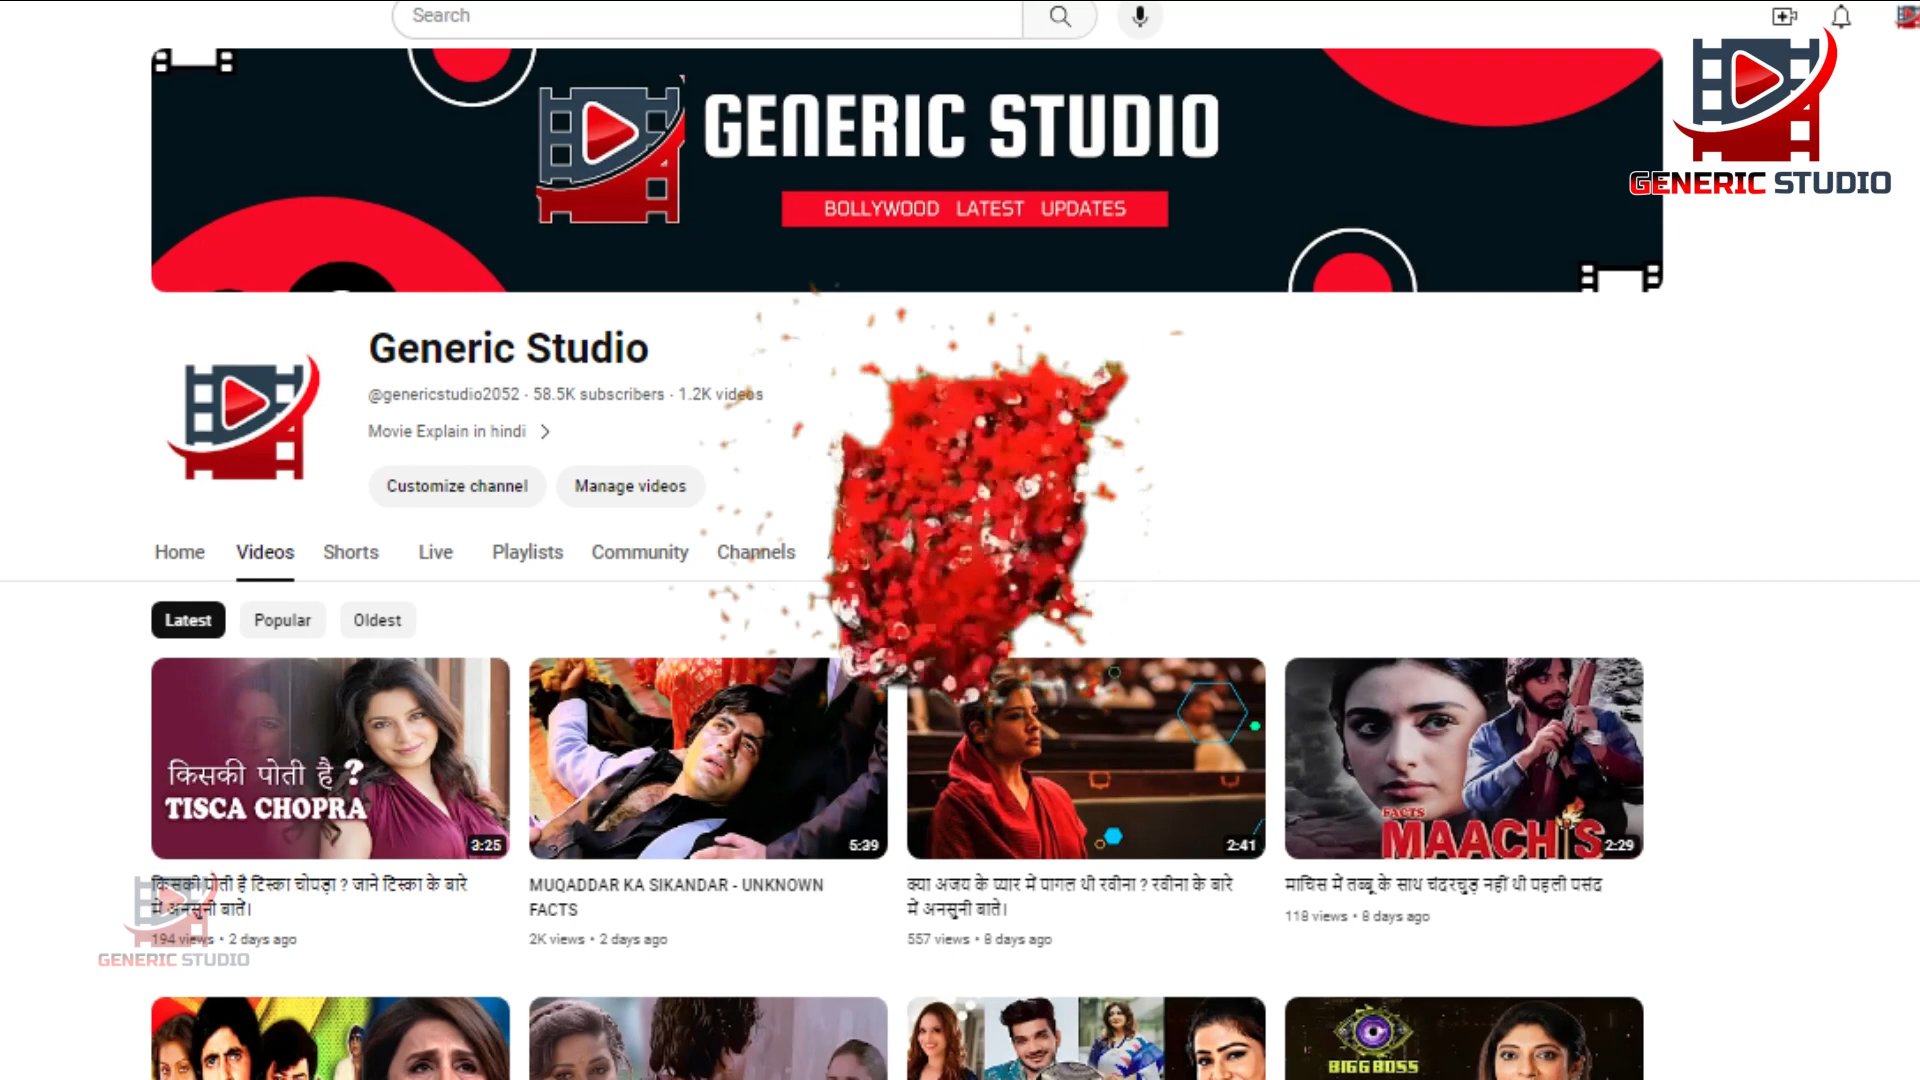 Search
GENERIC STUDIO
BOLLYWOOD LATEST UPDATES
GENERIC STUDIO
Generic Studio
@genericstudio2052 · 58.5K subscribers · 1.2K videos
Movie Explain in hindi
Customize channel
Manage videos
Home
Videos
Shorts
Live
Playlists
Community
Channels
Latest
Popular
Oldest
किसकी पोती है ?
TISCA CHOPRA
3:25
5:39
2:41
FACTS
MAACHIS
2:29
किसकी पोती है टिस्का चोपड़ा ? जाने टिस्का के बारे
में अनसुनी बातें।
194 views • 2 days ago
MUQADDAR KA SIKANDAR - UNKNOWN
FACTS
2K views • 2 days ago
क्या अजय के प्यार में पागल थी रवीना ? रवीना के बारे
में अनसुनी बाते।
557 views • 8 days ago
माचिस में तब्बू के साथ चंदरचुड़ नहीं थी पहली पसंद
118 views • 8 days ago
GENERIC STUDIO
BIGG BOSS